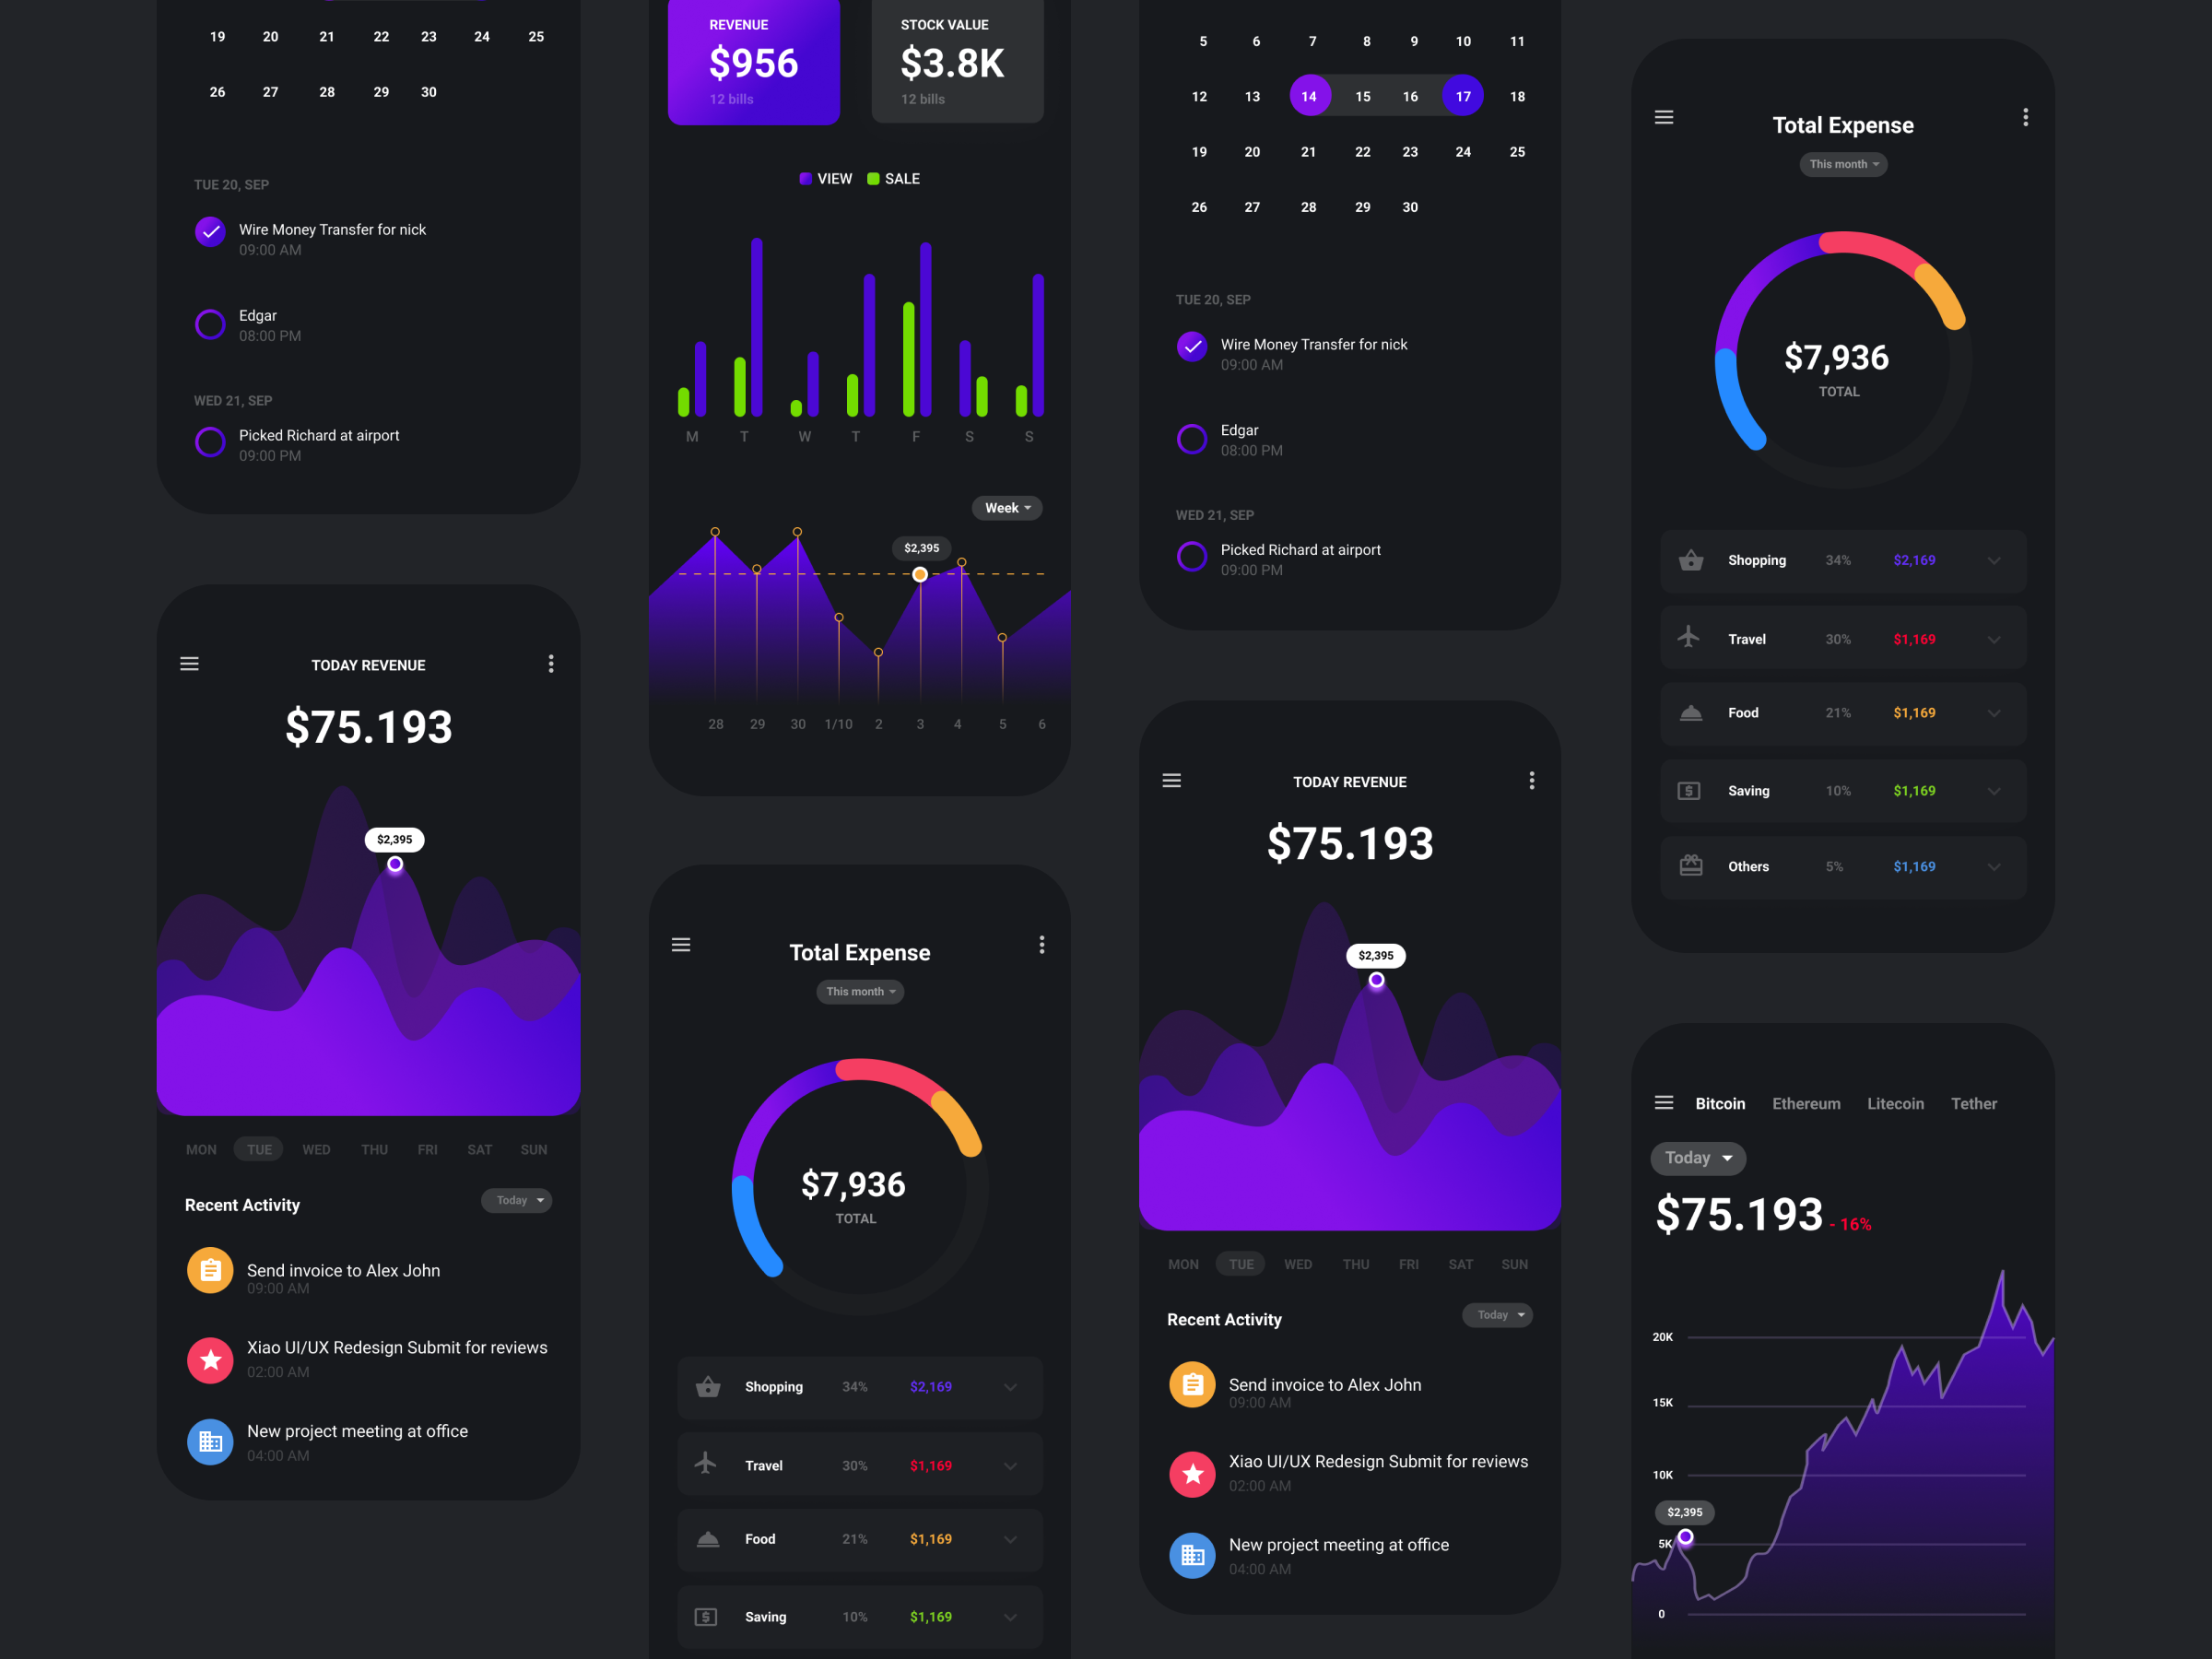 19 20 21 22 23 24 25
26 27 28 29 30
TUE 20, SEP
Wire Money Transfer for nick
09:00 AM
Edgar
08:00 PM
WED 21, SEP
Picked Richard at airport
09:00 PM
TODAY REVENUE
$75.193
$2,395
MON TUE WED THU FRI SAT SUN
Recent Activity Today
Send invoice to Alex John
09:00 AM
Xiao UI/UX Redesign Submit for reviews
02:00 AM
New project meeting at office
04:00 AM
REVENUE
$956
12 bills
STOCK VALUE
$3.8K
12 bills
VIEW SALE
M T W T F S S
Week
$2,395
28 29 30 1/10 2 3 4 5 6
Total Expense
This month
$7,936
TOTAL
Shopping 34% $2,169
Travel 30% $1,169
Food 21% $1,169
Saving 10% $1,169
5 6 7 8 9 10 11
12 13 14 15 16 17 18
19 20 21 22 23 24 25
26 27 28 29 30
TUE 20, SEP
Wire Money Transfer for nick
09:00 AM
Edgar
08:00 PM
WED 21, SEP
Picked Richard at airport
09:00 PM
TODAY REVENUE
$75.193
$2,395
MON TUE WED THU FRI SAT SUN
Recent Activity Today
Send invoice to Alex John
09:00 AM
Xiao UI/UX Redesign Submit for reviews
02:00 AM
New project meeting at office
04:00 AM
Total Expense
This month
$7,936
TOTAL
Shopping 34% $2,169
Travel 30% $1,169
Food 21% $1,169
Saving 10% $1,169
Others 5% $1,169
Bitcoin Ethereum Litecoin Tether
Today
$75.193 - 16%
20K
15K
10K
$2,395
5K
0